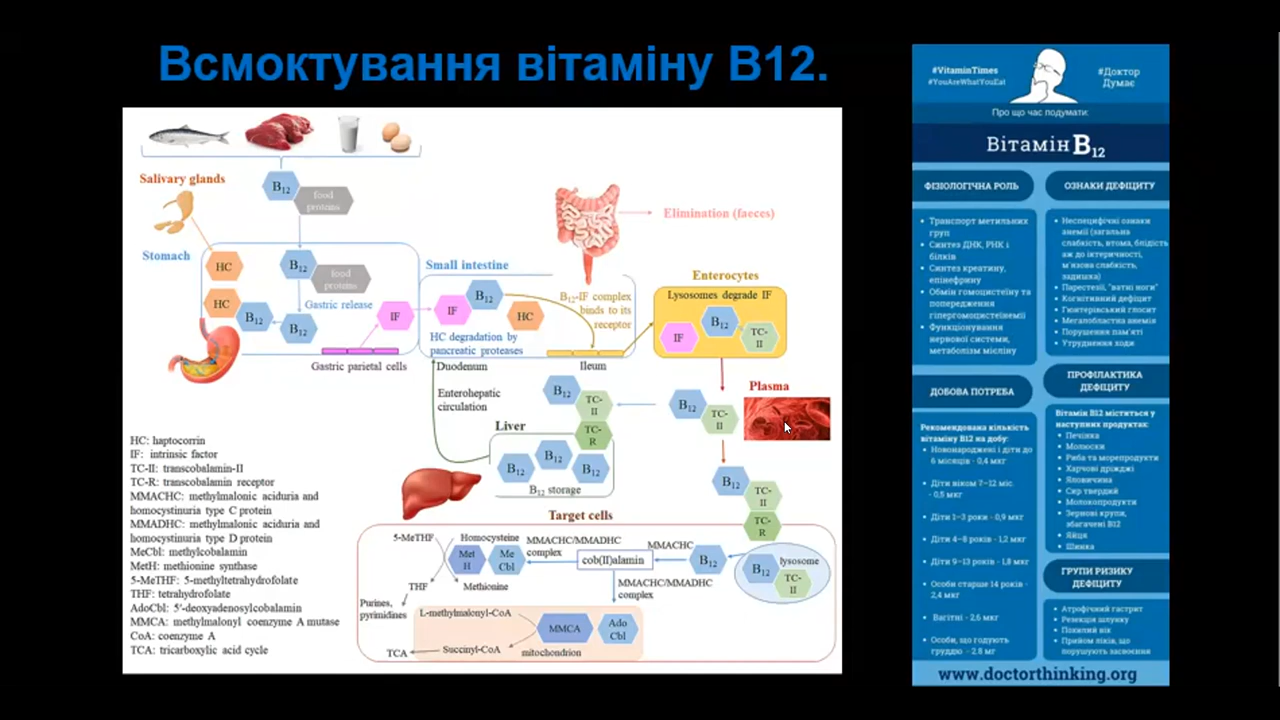 Всмоктування вітаміну В12.
Salivary glands
B12
food
proteins
Stomach
HC
B12
food
proteins
Gastric release
HC
B12
B12
IF
Gastric parietal cells
Small intestine
IF
B12
HC
HC degradation by
pancreatic proteases
Duodenum
B12-IF complex
binds to its
receptor
Ileum
Elimination (faeces)
Enterocytes
Lysosomes degrade IF
IF
B12
TC-
II
Plasma
B12
TC-
II
B12
TC-
II
TC-
R
Enterohepatic
circulation
Liver
B12
B12
B12
B12 storage
B12
TC-
II
TC-
R
Target cells
5-MeTHF
Homocysteine
Met
H
Me
Cbl
MMACHC/MMADHC
complex
cob(II)alamin
MMACHC
B12
B12
TC-
II
lysosome
THF
Methionine
MMACHC/MMADHC
complex
Purines,
pyrimidines
L-methylmalonyl-CoA
MMCA
Ado
Cbl
TCA
Succinyl-CoA
mitochondrion
HC: haptocorrin
IF: intrinsic factor
TC-II: transcobalamin-II
TC-R: transcobalamin receptor
MMACHC: methylmalonic aciduria and
homocystinuria type C protein
MMADHC: methylmalonic aciduria and
homocystinuria type D protein
MeCbl: methylcobalamin
MetH: methionine synthase
5-MeTHF: 5-methyltetrahydrofolate
THF: tetrahydrofolate
AdoCbl: 5′-deoxyadenosylcobalamin
MMCA: methylmalonyl coenzyme A mutase
CoA: coenzyme A
TCA: tricarboxylic acid cycle
#VitaminTimes
#YouAreWhatYouEat
#Доктор
Думає
Про що час подумати:
Вітамін B12
ФІЗІОЛОГІЧНА РОЛЬ
• Транспорт метильних
груп
• Синтез ДНК, РНК і
білків
• Синтез креатину,
епінефрину
• Обмін гомоцистеїну та
попередження
гіпергомоцистеїнемії
• Функціонування
нервової системи,
метаболізм мієліну
ОЗНАКИ ДЕФІЦИТУ
• Неспецифічні ознаки
анемії (загальна
слабкість, втома, блідість
аж до іктеричності,
м'язова слабкість,
задишка)
• Парестезії, "ватні ноги"
• Когнітивний дефіцит
• Гюнтерівський глосит
• Мегалобластна анемія
• Порушення пам'яті
• Утруднення ходи
ДОБОВА ПОТРЕБА
Рекомендована кількість
вітаміну В12 на добу:
• Новонароджені і діти до
6 місяців - 0,4 мкг
• Діти віком 7-12 міс
- 0,5 мкг
• Діти 1-3 роки - 0,9 мкг
• Діти 4-8 років - 1,2 мкг
• Діти 9-13 років - 1,8 мкг
• Особи старше 14 років -
2,4 мкг
• Вагітні - 2,6 мкг
• Особи, що годують
груддю - 2.8 мг
ПРОФІЛАКТИКА
ДЕФІЦИТУ
Вітамін В12 міститься у
наступних продуктах:
• Печінка
• Молюски
• Риба та морепродукти
• Харчові дріжджі
• Яловичина
• Сир твердий
• Молокопродукти
• Зернові крупи,
збагачені В12
• Яйця
• Шинка
ГРУПИ РИЗИКУ
ДЕФІЦИТУ
• Атрофічний гастрит
• Резекція шлунку
• Похилий вік
• Прийом ліків, що
порушують засвоєння
www.doctorthinking.org